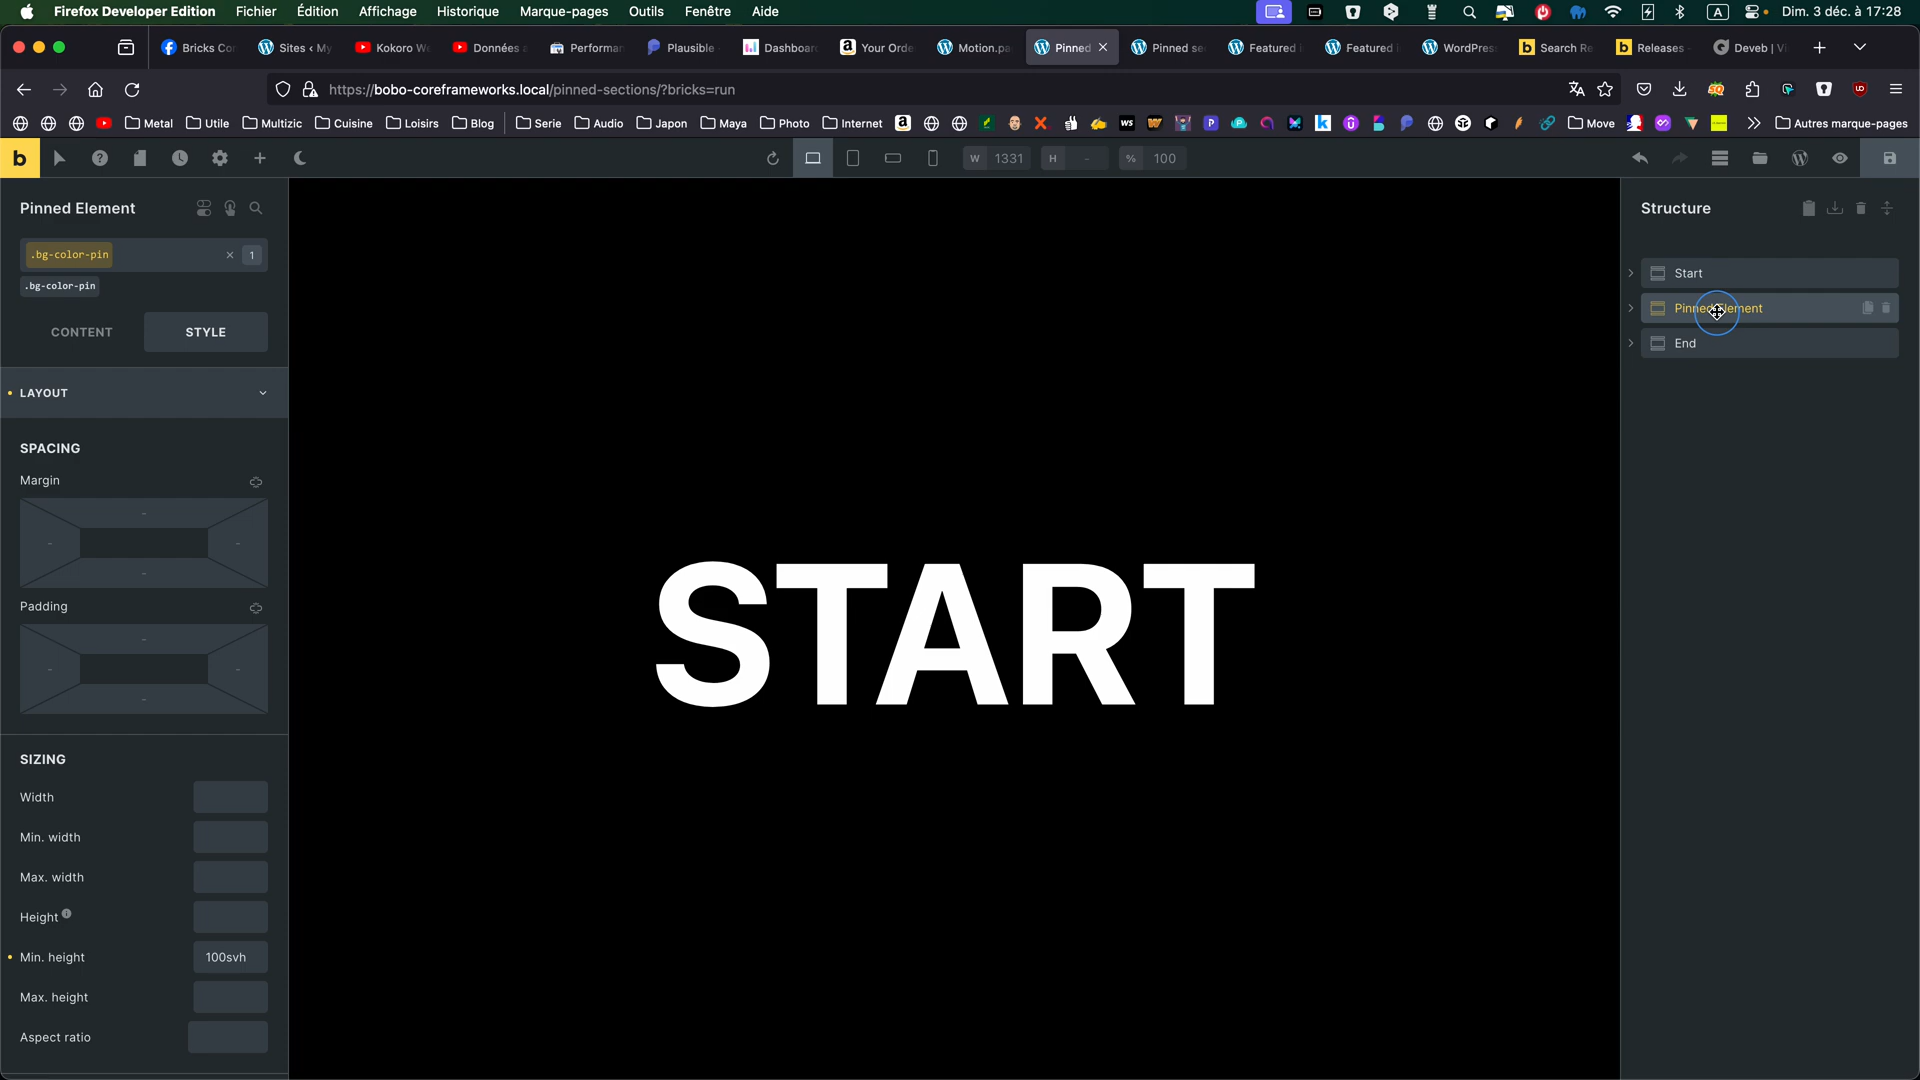 Firefox Developer Edition Fichier Édition Affichage Historique Marque-pages Outils Fenêtre Aide A Dim. 3 déc. à 17:28
Bricks Co Sites ‹ My Kokoro W Données Performa Plausible Dashboar Your Orde Motion.pa Pinned Pinned se Featured i Featured WordPres Search Re Releases Deveb | Vi
https://bobo-coreframeworks.local/pinned-sections/?bricks=run
Metal Utile Multizic Cuisine Loisirs Blog Serie Audio Japon Maya Photo Internet Move Autres marque-pages
b W 1331 H - % 100
Pinned Element
.bg-color-pin 1
.bg-color-pin
CONTENT STYLE
LAYOUT
SPACING
Margin
Padding
SIZING
Width
Min. width
Max. width
Height
Min. height 100svh
Max. height
Aspect ratio
START
Structure
Start
Pinned Element
End